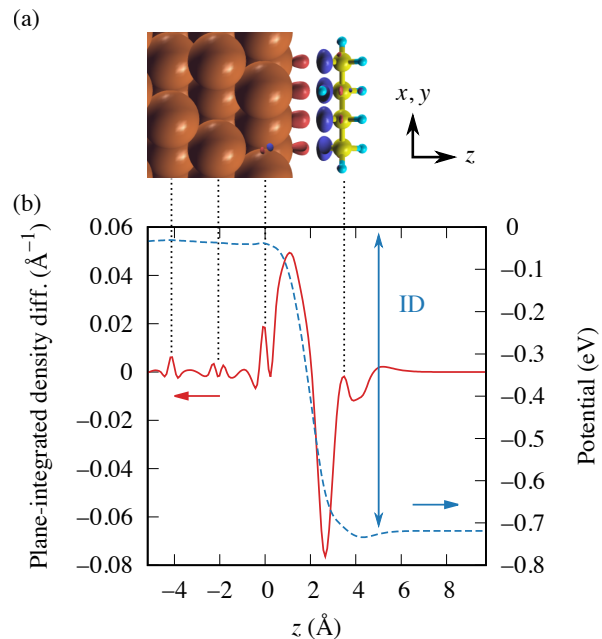 (a)
x, y
z
(b)
Plane-integrated density diff. (Å⁻¹)
0.06
0.04
0.02
0
−0.02
−0.04
−0.06
−0.08
ID
0
−0.1
−0.2
−0.3
−0.4
−0.5
−0.6
−0.7
−0.8
Potential (eV)
−4 −2 0 2 4 6 8
z (Å)